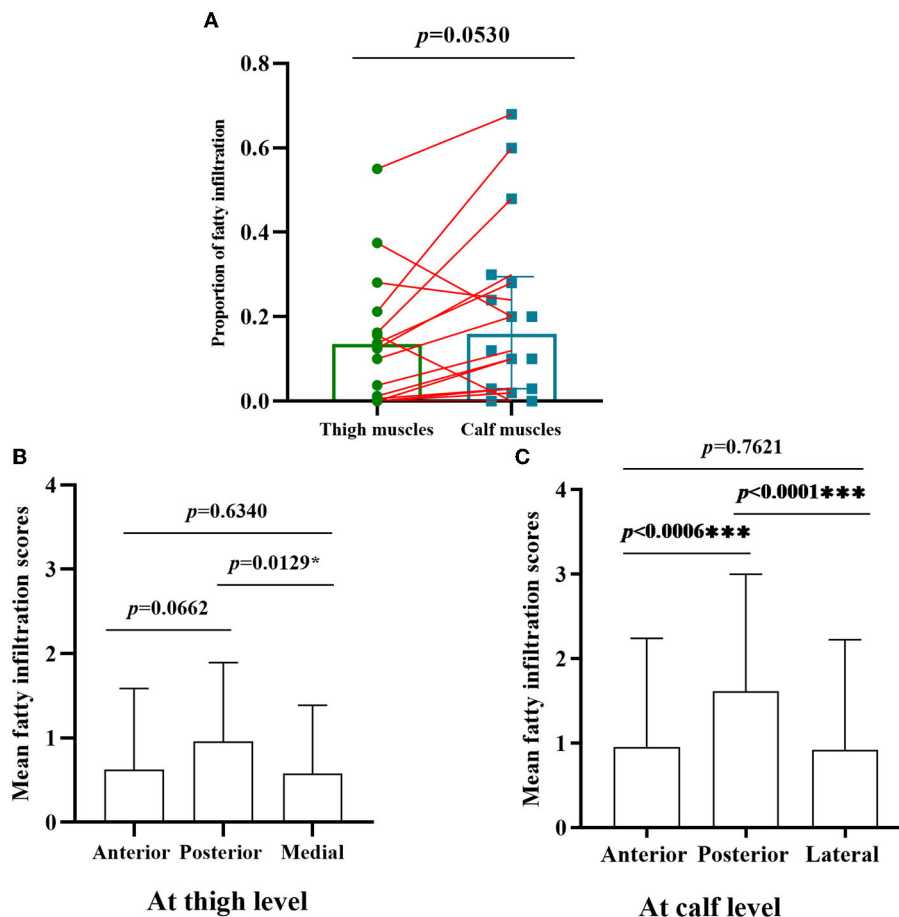 A
p=0.0530
Proportion of fatty infiltration
0.8
0.6
0.4
0.2
0.0
Thigh muscles Calf muscles
B
Mean fatty infiltration scores
4
3
2
1
0
p=0.6340
p=0.0129*
p=0.0662
Anterior Posterior Medial
At thigh level
C
Mean fatty infiltration scores
4
3
2
1
0
p=0.7621
p<0.0001***
p<0.0006***
Anterior Posterior Lateral
At calf level